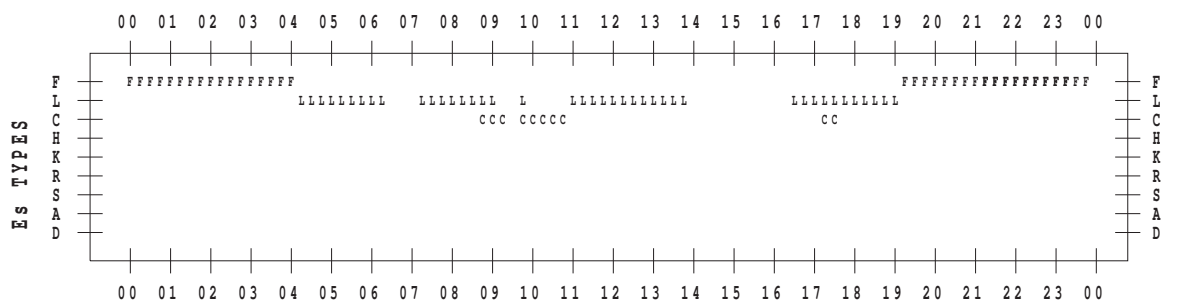 00 01 02 03 04 05 06 07 08 09 10 11 12 13 14 15 16 17 18 19 20 21 22 23 00
Es TYPES
F FFFFFFFFFFFFFFFFF FFFFFFFFFFFFFFFFFFF F
L LLLLLLLLL LLLLLLLL L LLLLLLLLLLLL LLLLLLLLLLL L
C CCC CCCCC CC C
H H
K K
R R
S S
A A
D D
00 01 02 03 04 05 06 07 08 09 10 11 12 13 14 15 16 17 18 19 20 21 22 23 00